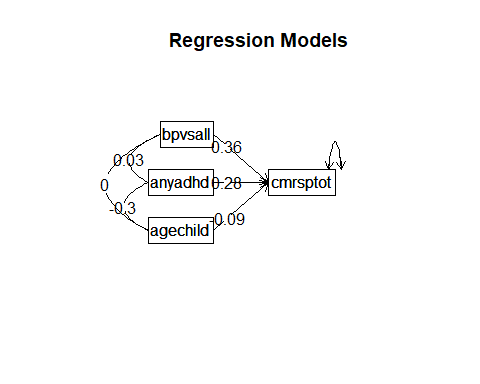 Regression Models
bpvsall
0.36
0.03
anyadhd
0.28
cmrsptot
0
-0.3
agechild
-0.09